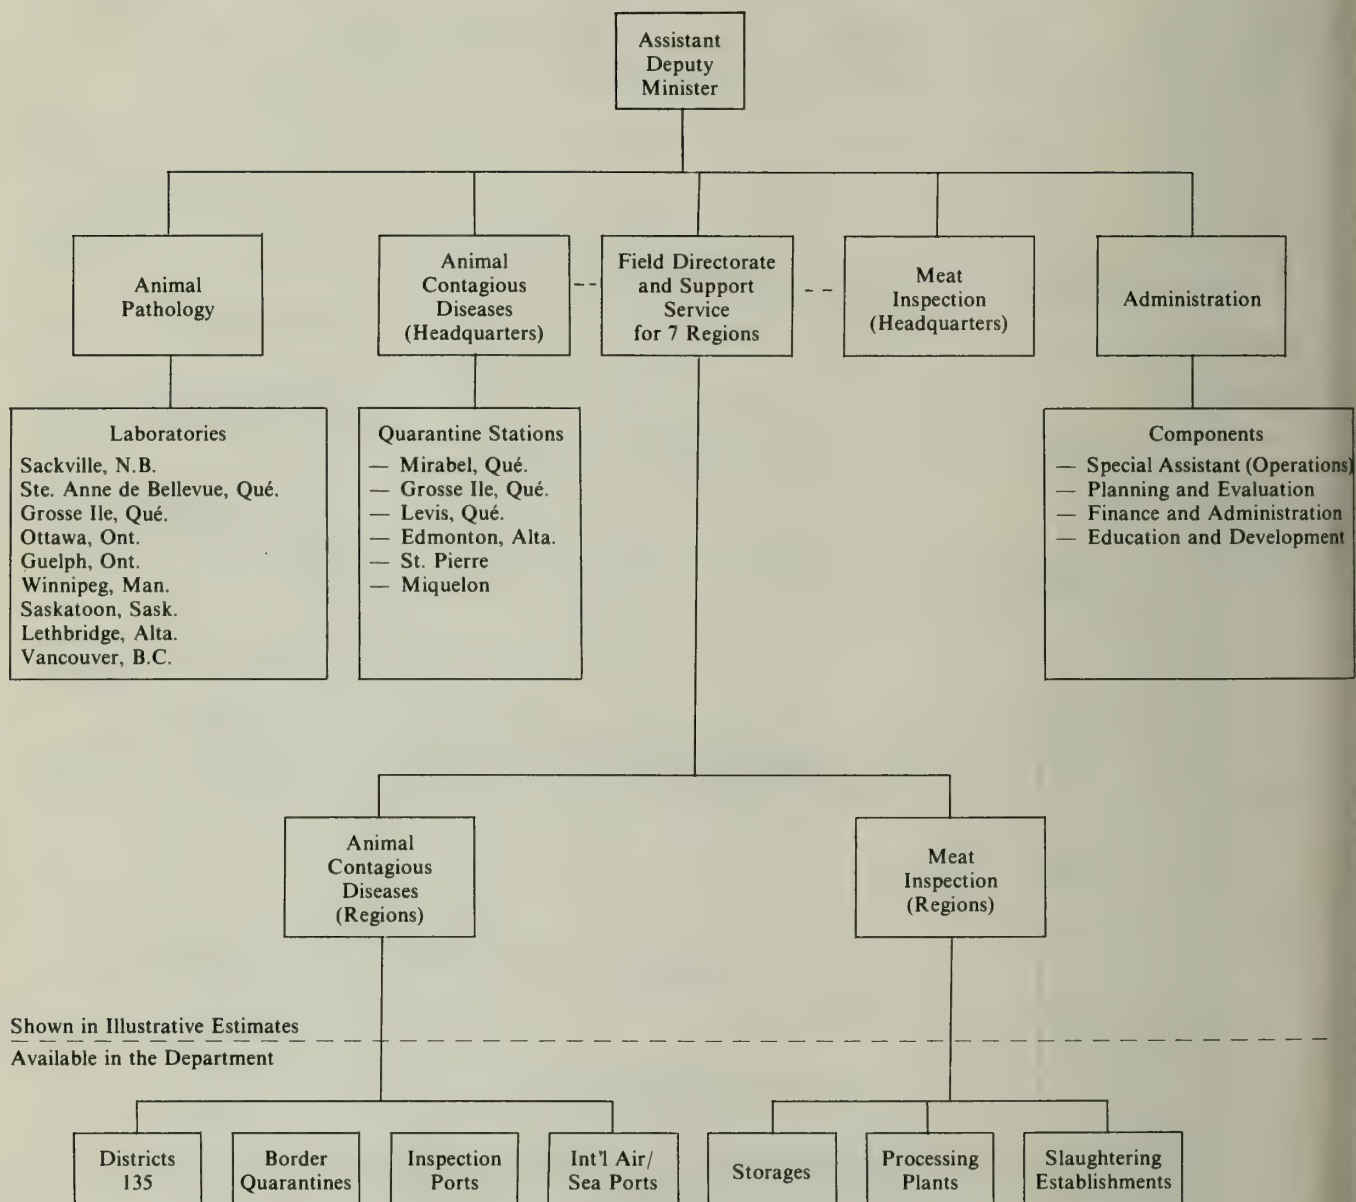 Assistant
Deputy
Minister
Animal
Pathology
Animal
Contagious
Diseases
(Headquarters)
Field Directorate
and Support
Service
for 7 Regions
Meat
Inspection
(Headquarters)
Administration
Laboratories
Sackville, N.B.
Ste. Anne de Bellevue, Qué.
Grosse Ile, Qué.
Ottawa, Ont.
Guelph, Ont.
Winnipeg, Man.
Saskatoon, Sask.
Lethbridge, Alta.
Vancouver, B.C.
Quarantine Stations
— Mirabel, Qué.
— Grosse Ile, Qué.
— Levis, Qué.
— Edmonton, Alta.
— St. Pierre
— Miquelon
Components
— Special Assistant (Operations)
— Planning and Evaluation
— Finance and Administration
— Education and Development
Animal
Contagious
Diseases
(Regions)
Meat
Inspection
(Regions)
Shown in Illustrative Estimates
Available in the Department
Districts
135
Border
Quarantines
Inspection
Ports
Int'l Air/
Sea Ports
Storages
Processing
Plants
Slaughtering
Establishments